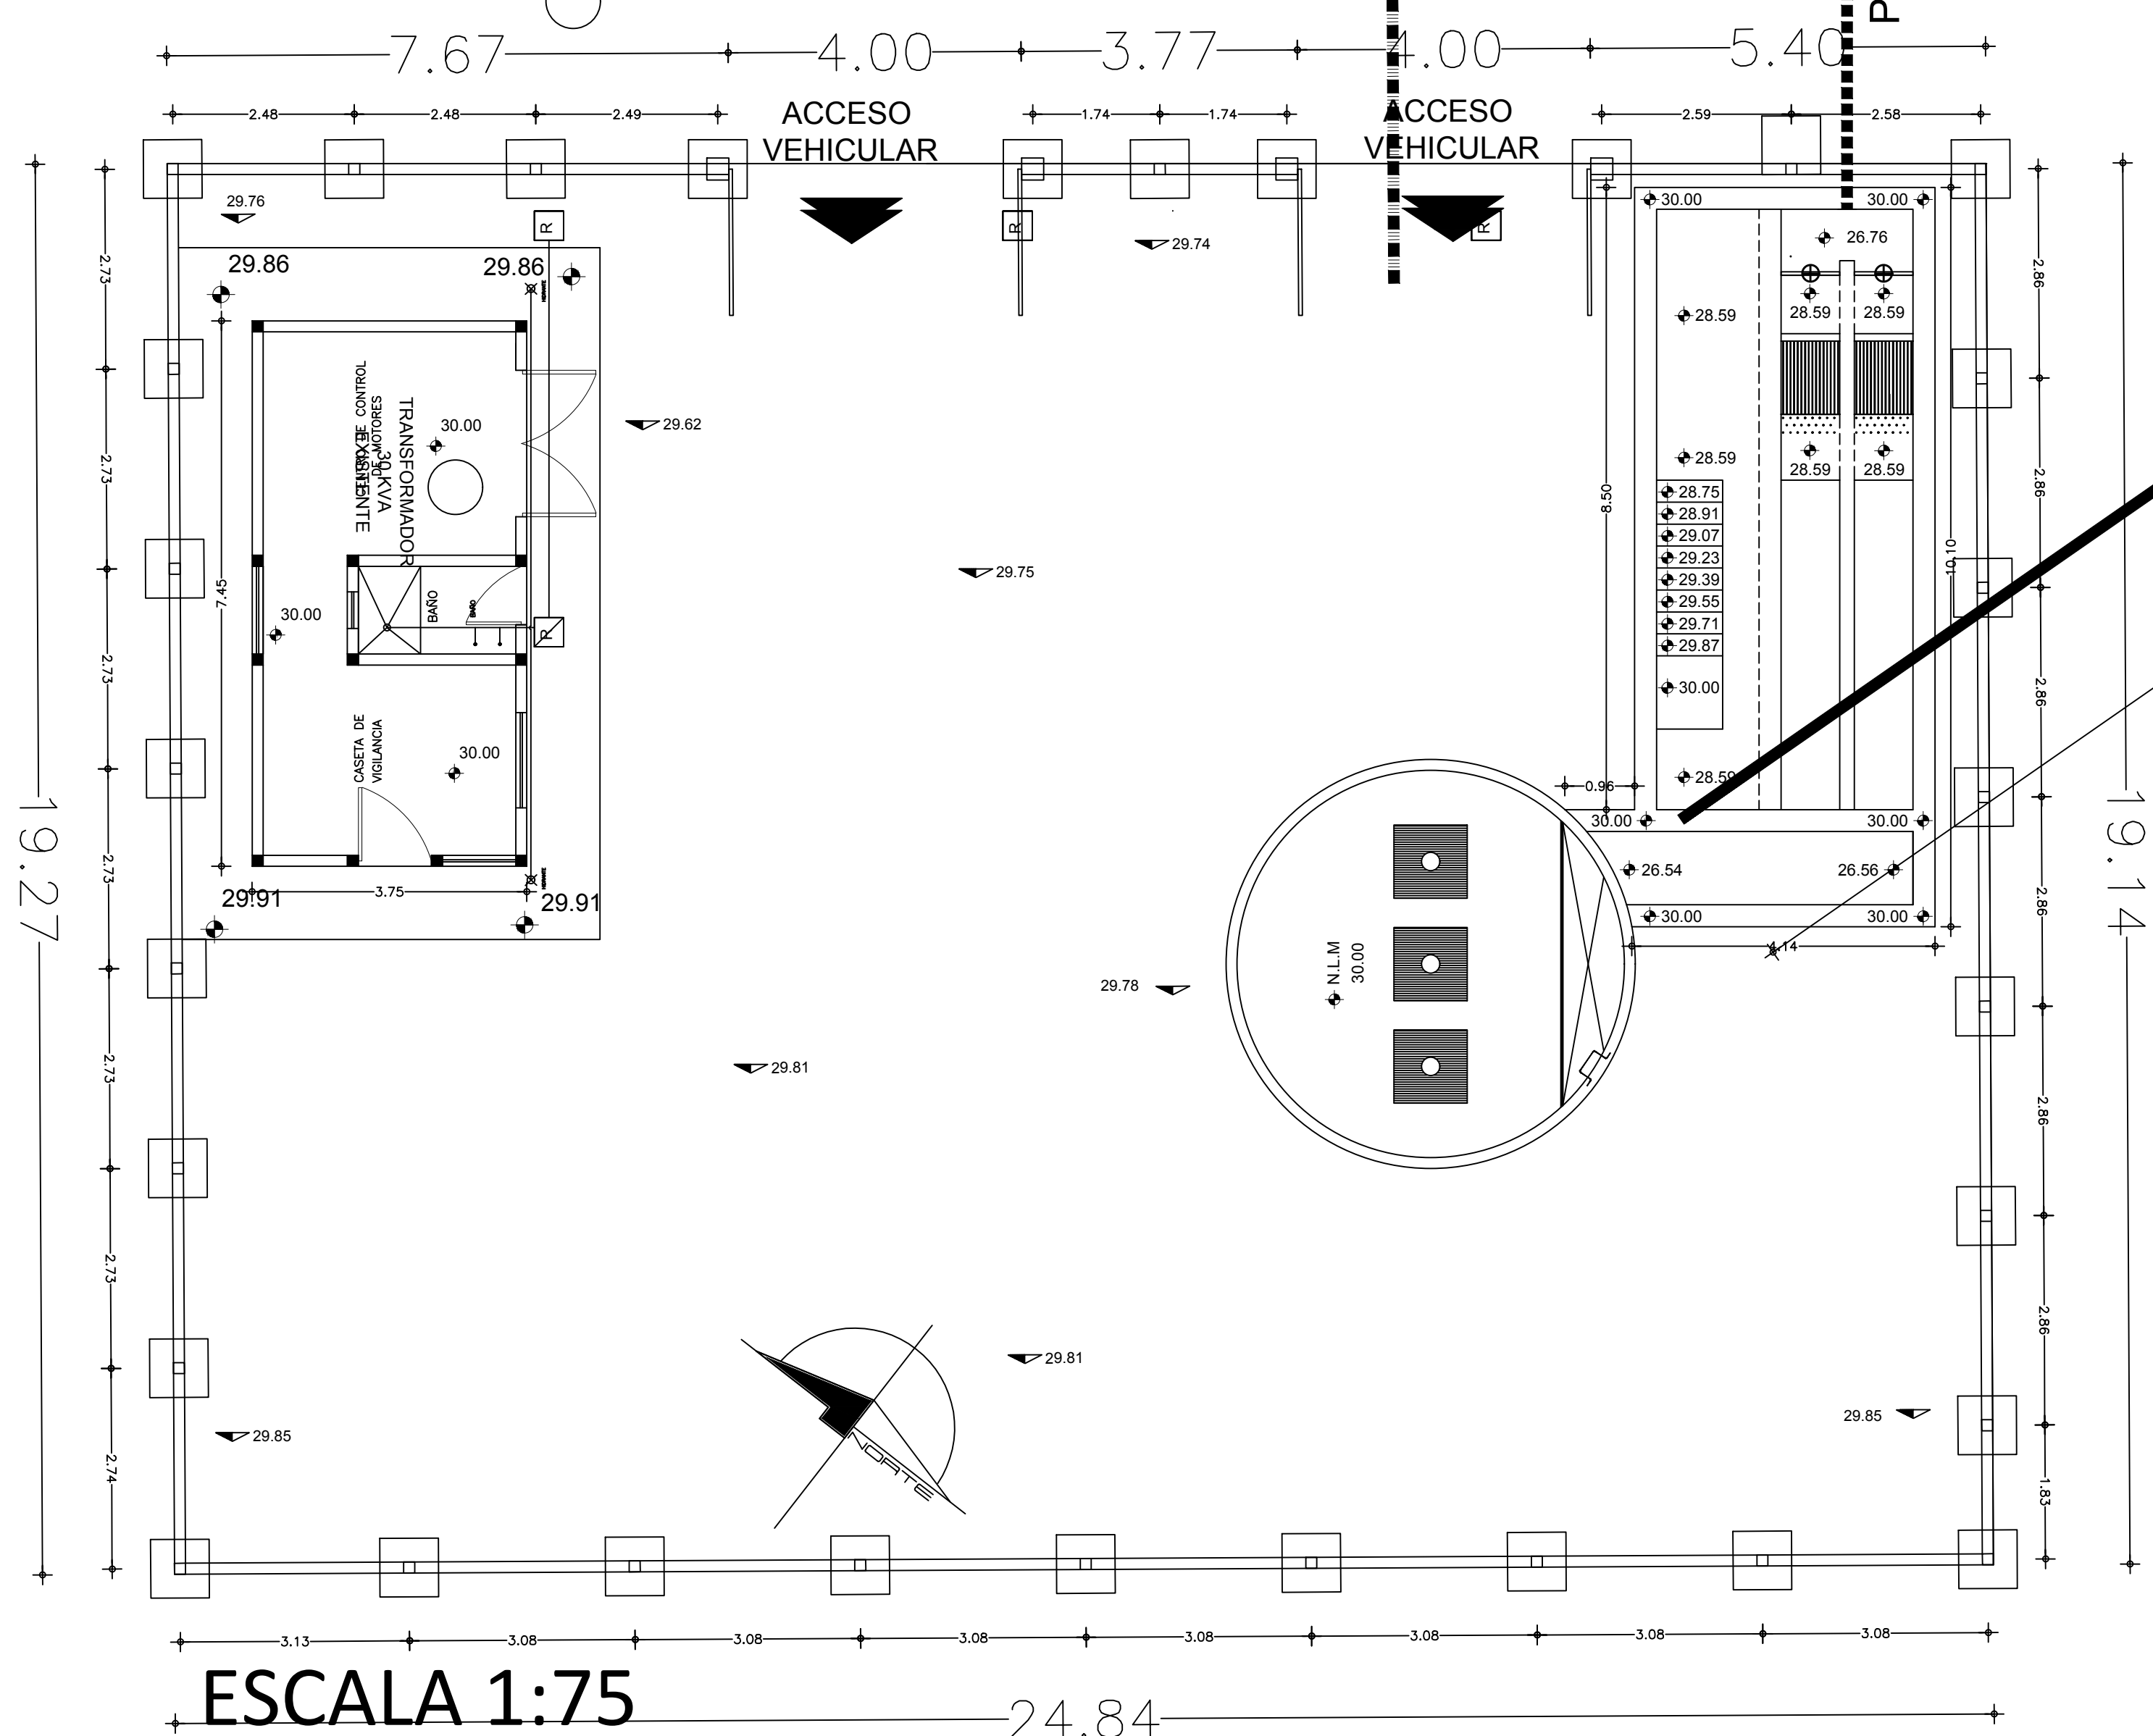 7.67 4.00 3.77 4.00 5.40
P
2.48 2.48 2.49
ACCESO
VEHICULAR
1.74 1.74
ACCESO
VEHICULAR
2.59 2.58
29.76
R
R
R
29.74
29.86
29.86
30.00
30.00
26.76
28.59
28.59
28.59
28.59
28.59
28.59
28.75
28.91
29.07
29.23
29.39
29.55
29.71
29.87
30.00
28.59
8.50
10.10
0.96
30.00
30.00
26.54
26.56
30.00
30.00
4.14
TRANSFORMADOR
30 KVA
EXISTENTE
CONTROL
DE MOTORES
30.00
29.62
29.75
7.45
30.00
BAÑO
BAÑO
R
CASETA DE
VIGILANCIA
30.00
29.91
3.75
29.91
30.00
N.L.M
29.78
29.81
29.81
NORTE
29.85
29.85
19.27
2.73
2.73
2.73
2.73
2.73
2.73
2.74
2.86
2.86
2.86
2.86
2.86
2.86
1.83
19.14
3.13 3.08 3.08 3.08 3.08 3.08 3.08 3.08
ESCALA 1:75
24.84